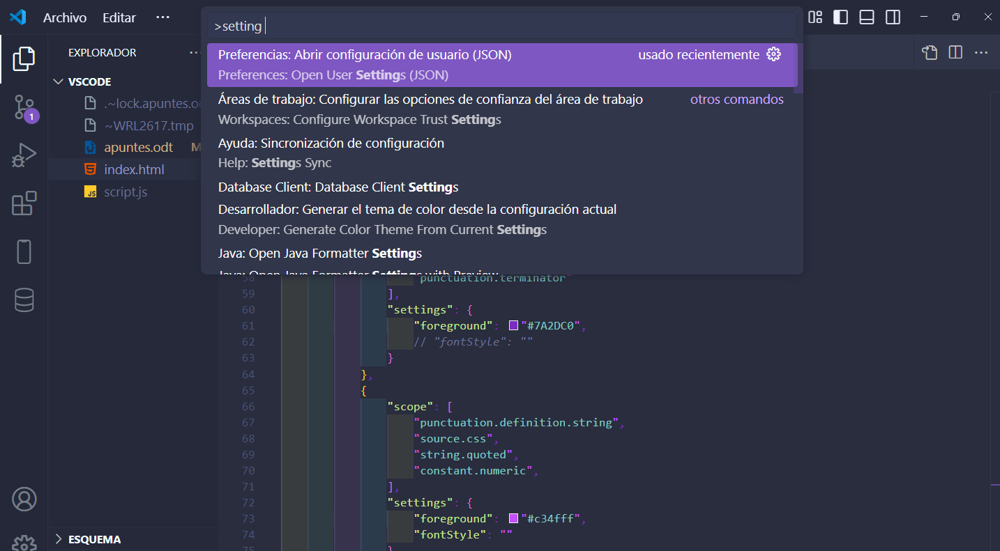 Archivo Editar ···
>setting
EXPLORADOR ···
VSCODE
.~lock.apuntes.o
~WRL2617.tmp
apuntes.odt M
index.html
script.js
1
ESQUEMA
Preferencias: Abrir configuración de usuario (JSON) usado recientemente
Preferences: Open User Settings (JSON)
Áreas de trabajo: Configurar las opciones de confianza del área de trabajo otros comandos
Workspaces: Configure Workspace Trust Settings
Ayuda: Sincronización de configuración
Help: Settings Sync
Database Client: Database Client Settings
Desarrollador: Generar el tema de color desde la configuración actual
Developer: Generate Color Theme From Current Settings
Java: Open Java Formatter Settings
Java: Open Java Formatter Settings with Preview
58 punctuation.terminator"
59 ],
60 "settings": {
61 "foreground": "#7A2DC0",
62 // "fontStyle": ""
63 }
64 },
65 {
66 "scope": [
67 "punctuation.definition.string",
68 "source.css",
69 "string.quoted",
70 "constant.numeric",
71 ],
72 "settings": {
73 "foreground": "#c34fff",
74 "fontStyle": ""
75 }